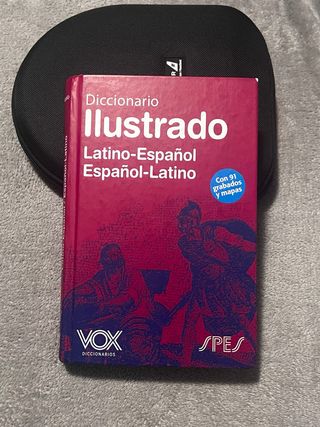 Diccionario
Ilustrado
Latino-Español
Español-Latino
Con 91
grabados
y mapas
VOX
DICCIONARIOS
SPES